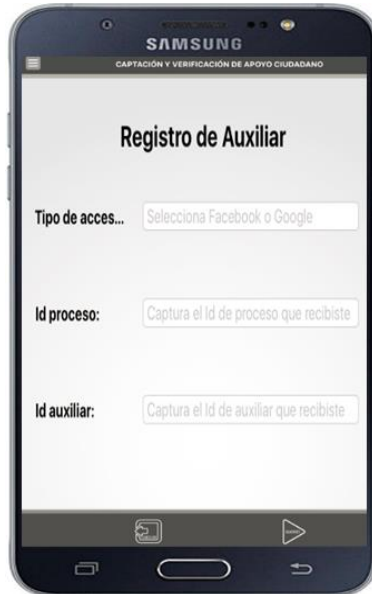 SAMSUNG
CAPTACIÓN Y VERIFICACIÓN DE APOYO CIUDADANO
Registro de Auxiliar
Tipo de acces... Selecciona Facebook o Google
Id proceso: Captura el Id de proceso que recibiste
Id auxiliar: Captura el Id de auxiliar que recibiste